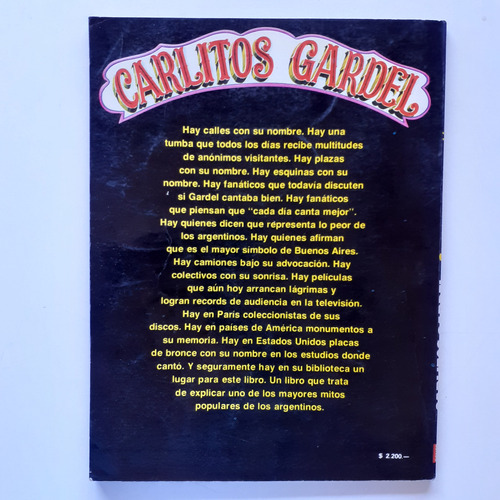 CARLITOS GARDEL
Hay calles con su nombre. Hay una
tumba que todos los días recibe multitudes
de anónimos visitantes. Hay plazas
con su nombre. Hay esquinas con su
nombre. Hay fanáticos que todavía discuten
si Gardel cantaba bien. Hay fanáticos
que piensan que "cada día canta mejor".
Hay quienes dicen que representa lo peor de
los argentinos. Hay quienes afirman
que es el mayor símbolo de Buenos Aires.
Hay camiones bajo su advocación. Hay
colectivos con su sonrisa. Hay películas
que aún hoy arrancan lágrimas y
logran records de audiencia en la televisión.
Hay en París coleccionistas de sus
discos. Hay en países de América monumentos a
su memoria. Hay en Estados Unidos placas
de bronce con su nombre en los estudios donde
cantó. Y seguramente hay en su biblioteca un
lugar para este libro. Un libro que trata
de explicar uno de los mayores mitos
populares de los argentinos.
$ 2.200.—